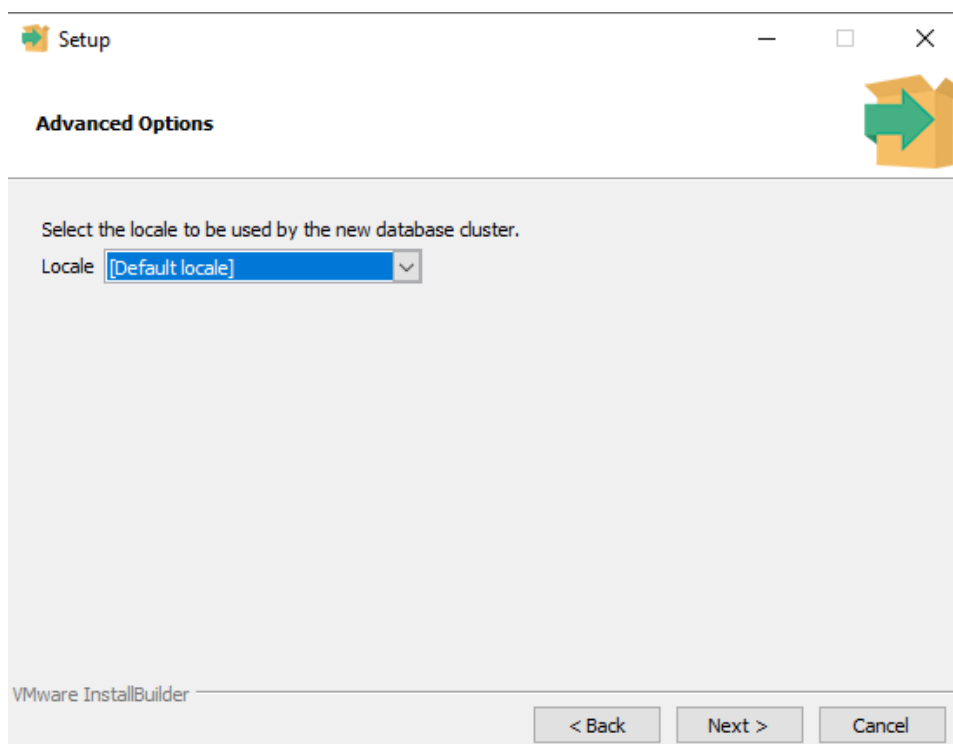 Setup
Advanced Options
Select the locale to be used by the new database cluster.
Locale [Default locale]
VMware InstallBuilder
< Back Next > Cancel